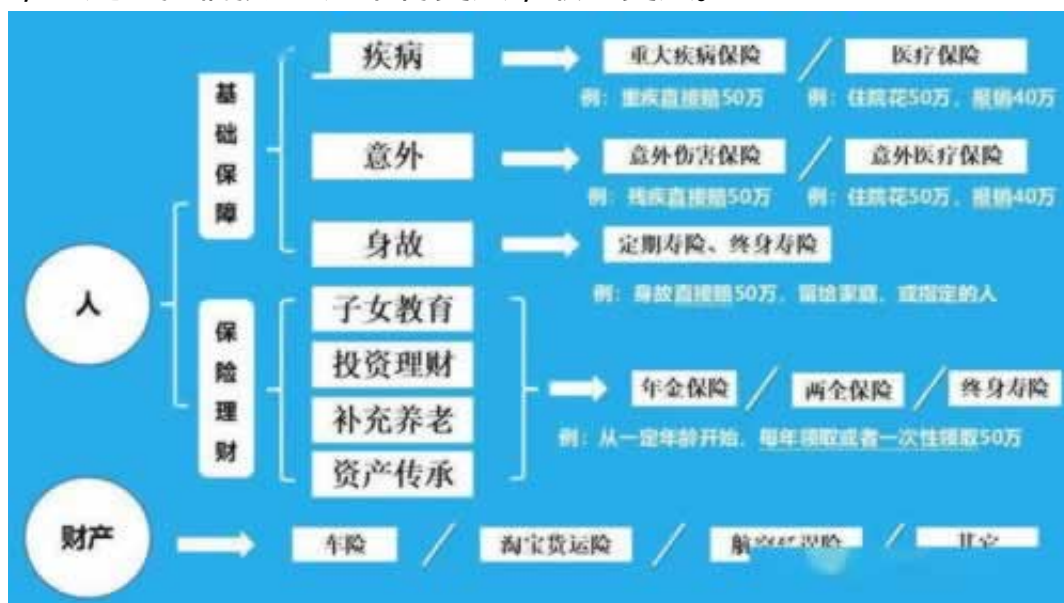 疾病
重大疾病保险
医疗保险
例：重疾直接赔50万
例：住院花50万，报销40万
基础保障
意外
意外伤害保险
意外医疗保险
例：残疾直接赔50万
例：住院花50万，报销40万
身故
定期寿险、终身寿险
例：身故直接赔50万，留给家庭，或指定的人
人
保险理财
子女教育
投资理财
补充养老
资产传承
年金保险
两全保险
终身寿险
例：从一定年龄开始，每年领取或者一次性领取50万
财产
车险
淘宝货运险